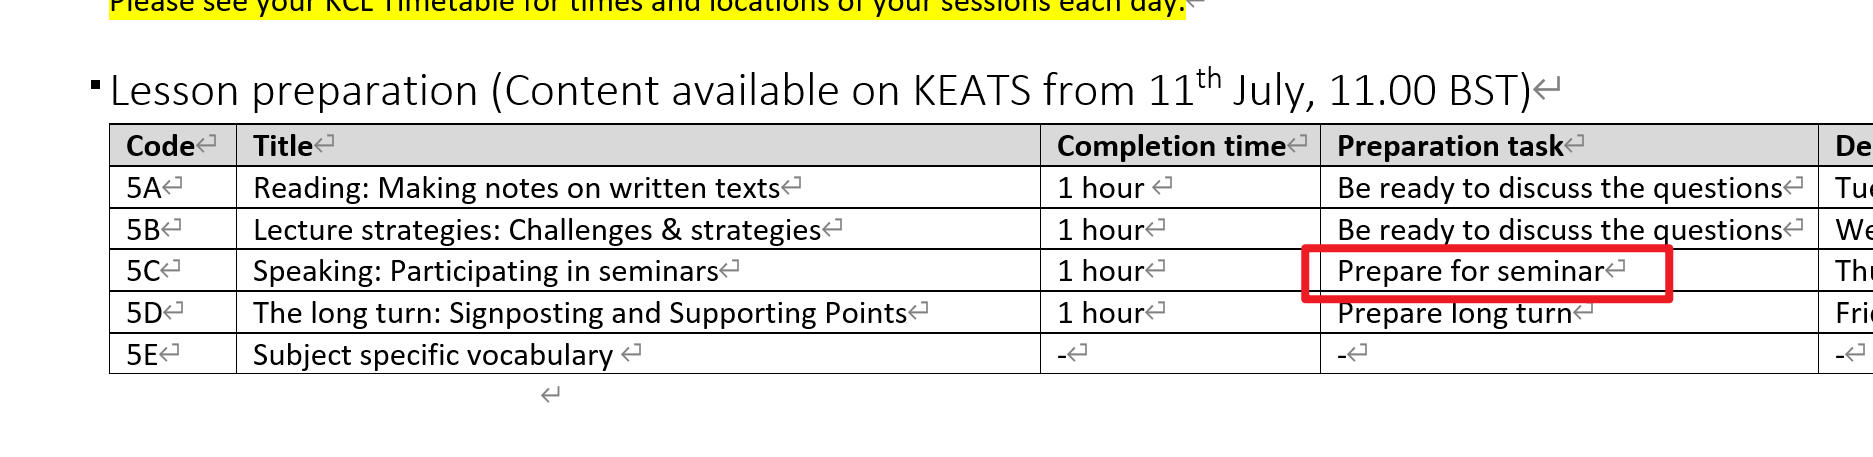 Please see your KCL Timetable for times and locations of your sessions each day.
Lesson preparation (Content available on KEATS from 11th July, 11.00 BST)
Code Title Completion time Preparation task De
5A Reading: Making notes on written texts 1 hour Be ready to discuss the questions Tue
5B Lecture strategies: Challenges & strategies 1 hour Be ready to discuss the questions We
5C Speaking: Participating in seminars 1 hour Prepare for seminar Thu
5D The long turn: Signposting and Supporting Points 1 hour Prepare long turn Fri
5E Subject specific vocabulary - - -